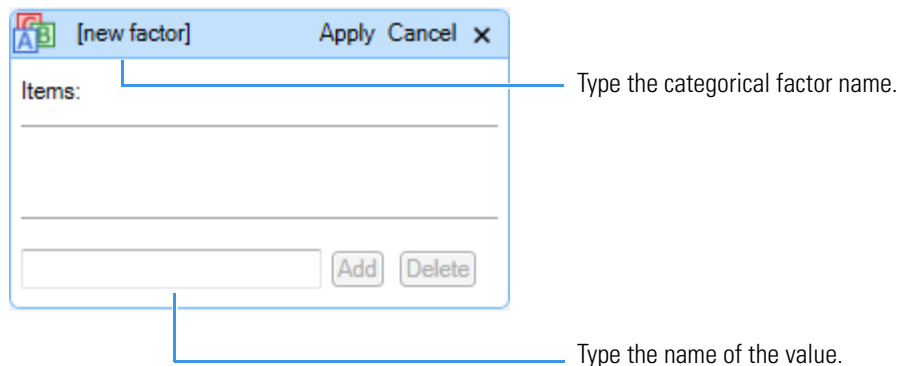 C
A B [new factor] Apply Cancel ×
Type the categorical factor name.
Items:
Add Delete
Type the name of the value.